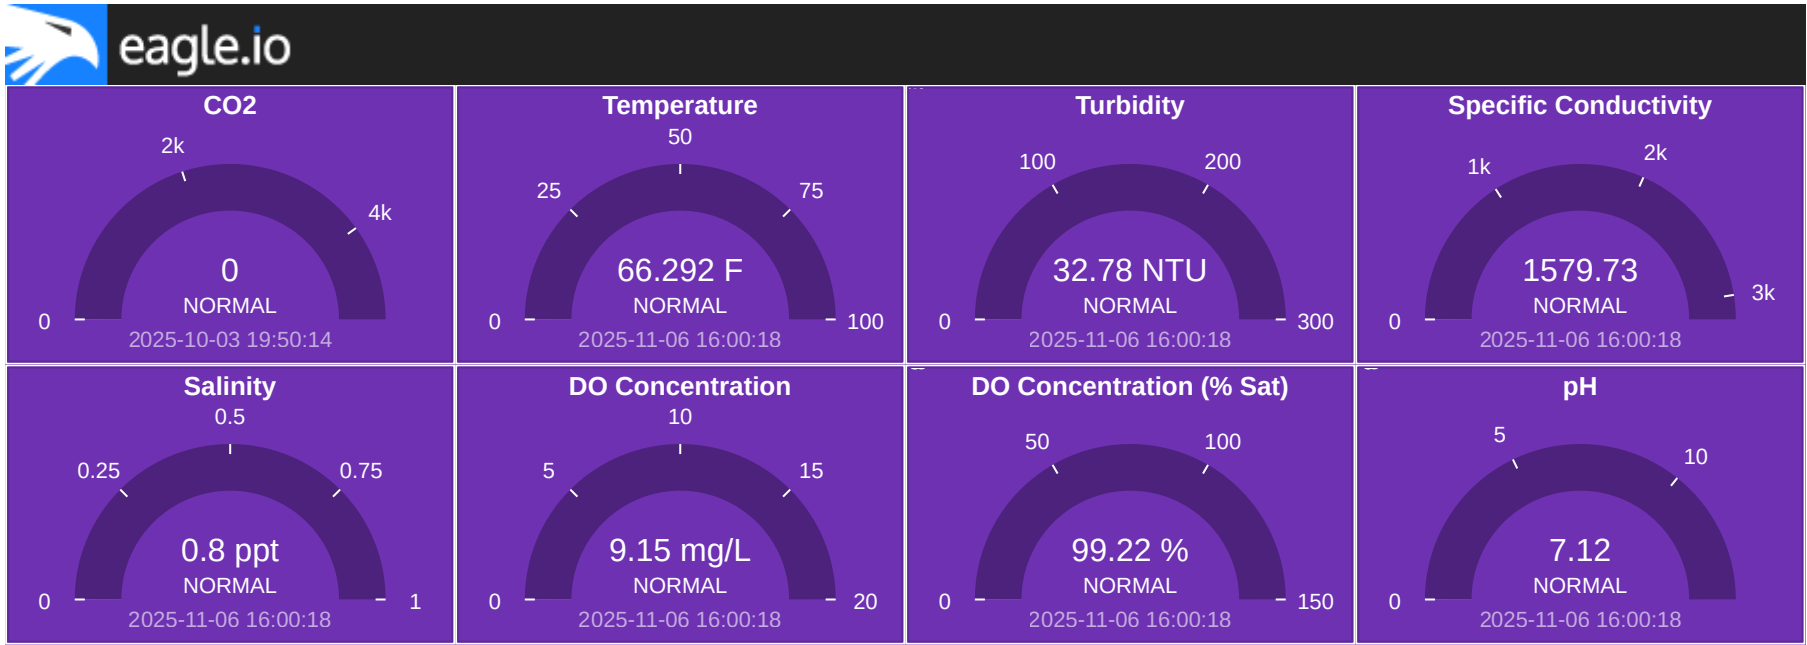 eagle.io
CO2
2k
4k
0
0
NORMAL
2025-10-03 19:50:14
Temperature
50
25
75
66.292 F
NORMAL
0
100
2025-11-06 16:00:18
Turbidity
100
200
32.78 NTU
NORMAL
0
300
2025-11-06 16:00:18
Specific Conductivity
1k
2k
3k
1579.73
NORMAL
0
2025-11-06 16:00:18
Salinity
0.5
0.25
0.75
0.8 ppt
NORMAL
0
1
2025-11-06 16:00:18
DO Concentration
10
5
15
9.15 mg/L
NORMAL
0
20
2025-11-06 16:00:18
DO Concentration (% Sat)
50
100
99.22 %
NORMAL
0
150
2025-11-06 16:00:18
pH
5
10
7.12
NORMAL
0
2025-11-06 16:00:18